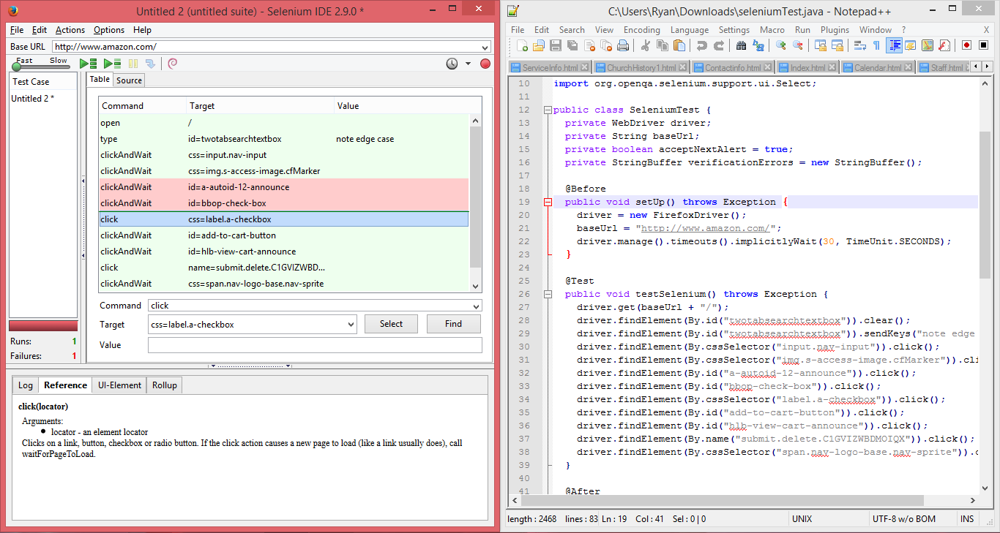 Untitled 2 (untitled suite) - Selenium IDE 2.9.0 *
File Edit Actions Options Help
Base URL http://www.amazon.com/
Fast Slow
Test Case
Untitled 2 *
Runs: 1
Failures: 1
Table Source
Command Target Value
open /
type id=twotabsearchtextbox note edge case
clickAndWait css=input.nav-input
clickAndWait css=img.s-access-image.cfMarker
clickAndWait id=a-autoid-12-announce
clickAndWait id=bbop-check-box
click css=label.a-checkbox
clickAndWait id=add-to-cart-button
clickAndWait id=hlb-view-cart-announce
click name=submit.delete.C1GVIZWBD...
clickAndWait css=span.nav-logo-base.nav-sprite
Command click
Target css=label.a-checkbox Select Find
Value
Log Reference UI-Element Rollup
click(locator)
Arguments:
locator - an element locator
Clicks on a link, button, checkbox or radio button. If the click action causes a new page to load (like a link usually does), call
waitForPageToLoad.
C:\Users\Ryan\Downloads\seleniumTest.java - Notepad++
File Edit Search View Encoding Language Settings Macro Run Plugins Window ? X
ServiceInfo.html ChurchHistory1.html Contactinfo.html Index.html Calendar.html Staff.html
10 import org.openqa.selenium.support.ui.Select;
11
12 public class SeleniumTest {
13 private WebDriver driver;
14 private String baseUrl;
15 private boolean acceptNextAlert = true;
16 private StringBuffer verificationErrors = new StringBuffer();
17
18 @Before
19 public void setUp() throws Exception {
20 driver = new FirefoxDriver();
21 baseUrl = "http://www.amazon.com/";
22 driver.manage().timeouts().implicitlyWait(30, TimeUnit.SECONDS);
23 }
24
25 @Test
26 public void testSelenium() throws Exception {
27 driver.get(baseUrl + "/");
28 driver.findElement(By.id("twotabsearchtextbox")).clear();
29 driver.findElement(By.id("twotabsearchtextbox")).sendKeys("note edge
30 driver.findElement(By.cssSelector("input.nav-input")).click();
31 driver.findElement(By.cssSelector("img.s-access-image.cfMarker")).cli
32 driver.findElement(By.id("a-autoid-12-announce")).click();
33 driver.findElement(By.id("bbop-check-box")).click();
34 driver.findElement(By.cssSelector("label.a-checkbox")).click();
35 driver.findElement(By.id("add-to-cart-button")).click();
36 driver.findElement(By.id("hlb-view-cart-announce")).click();
37 driver.findElement(By.name("submit.delete.C1GVIZWBDMOIQX")).click();
38 driver.findElement(By.cssSelector("span.nav-logo-base.nav-sprite")).c
39 }
40
41 @After
length : 2468 lines : 83 Ln : 19 Col : 41 Sel : 0 | 0 UNIX UTF-8 w/o BOM INS